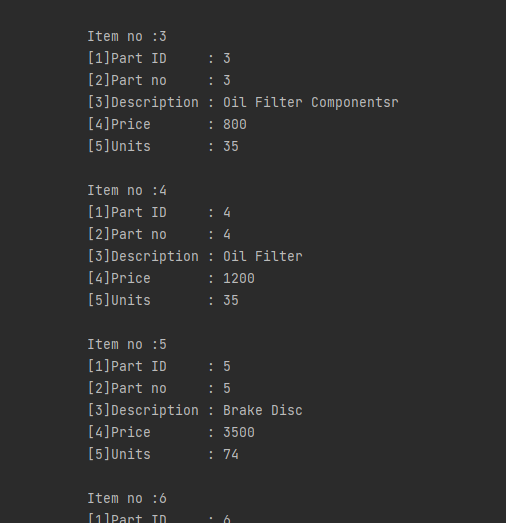 Item no :3
[1]Part ID     : 3
[2]Part no     : 3
[3]Description : Oil Filter Componentsr
[4]Price       : 800
[5]Units       : 35
Item no :4
[1]Part ID     : 4
[2]Part no     : 4
[3]Description : Oil Filter
[4]Price       : 1200
[5]Units       : 35
Item no :5
[1]Part ID     : 5
[2]Part no     : 5
[3]Description : Brake Disc
[4]Price       : 3500
[5]Units       : 74
Item no :6
[1]Part ID     : 6